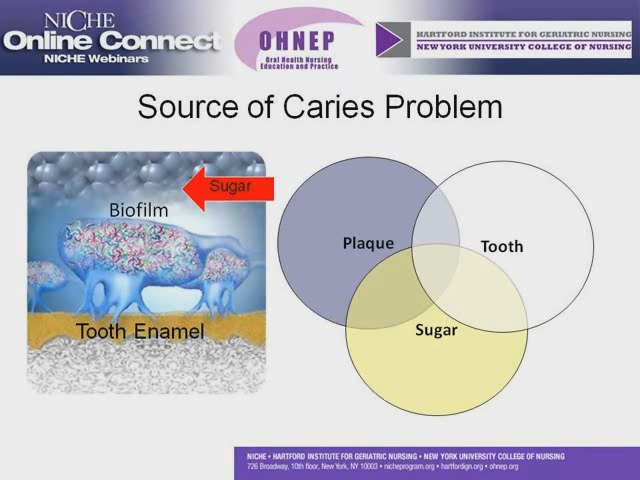 NICHE
Online Connect
NICHE Webinars
OHNEP
Oral Health Nursing
Education and Practice
HARTFORD INSTITUTE FOR GERIATRIC NURSING
NEW YORK UNIVERSITY COLLEGE OF NURSING
Source of Caries Problem
Sugar
Biofilm
Tooth Enamel
Plaque
Tooth
Sugar
NICHE • HARTFORD INSTITUTE FOR GERIATRIC NURSING • NEW YORK UNIVERSITY COLLEGE OF NURSING
726 Broadway, 10th floor, New York, NY 10003 • nicheprogram.org • hartfordign.org • ohnep.org